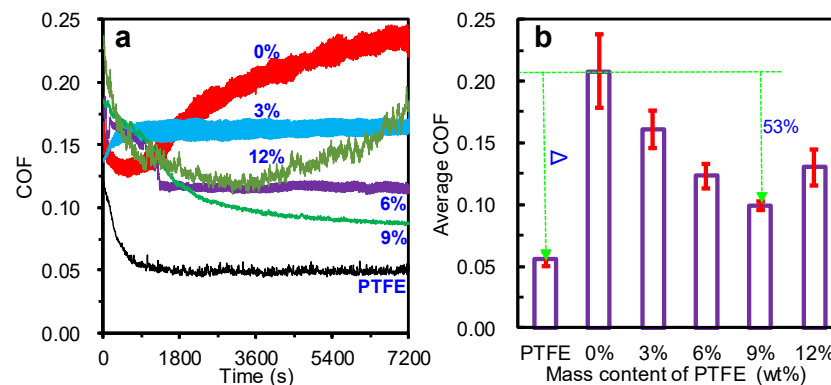 a
0.25
0.20
0.15
0.10
0.05
0.00
COF
0%
3%
12%
6%
9%
PTFE
0 1800 3600 5400 7200
Time (s)
b
0.25
0.20
0.15
0.10
0.05
0.00
Average COF
53%
∇
PTFE 0% 3% 6% 9% 12%
Mass content of PTFE (wt%)